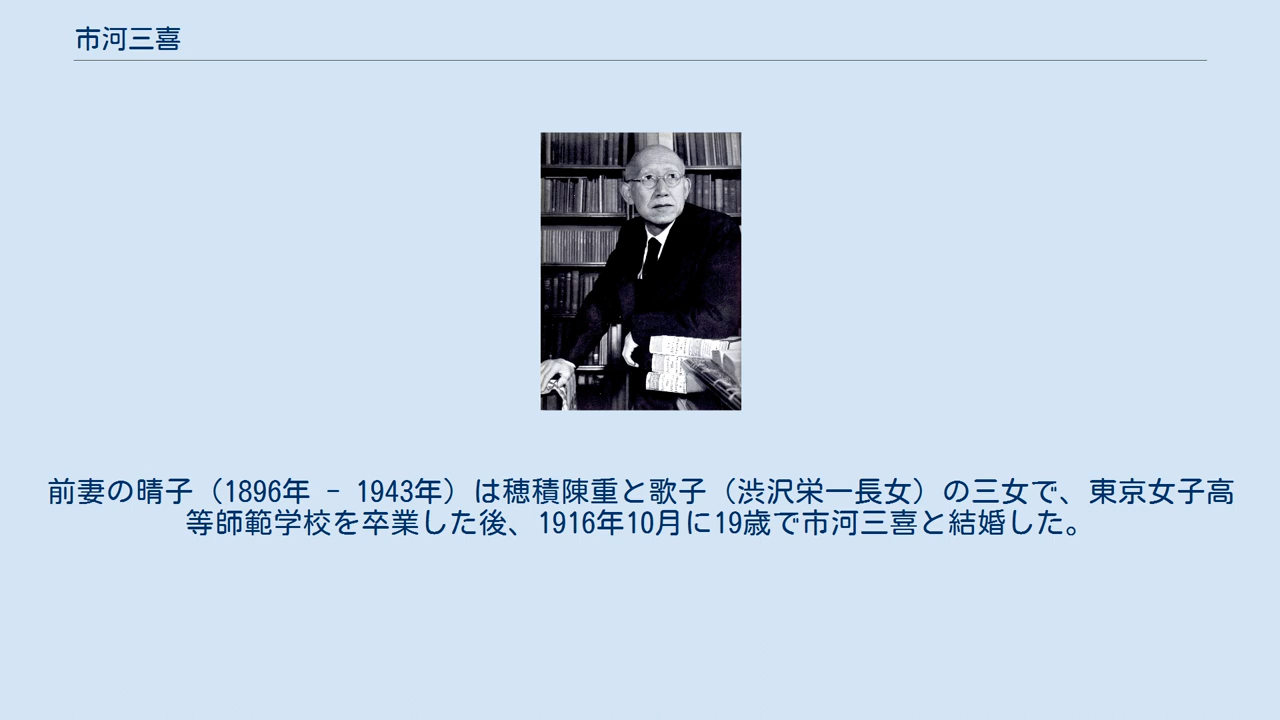 市河三喜
前妻の晴子（1896年 - 1943年）は穂積陳重と歌子（渋沢栄一長女）の三女で、東京女子高
等師範学校を卒業した後、1916年10月に19歳で市河三喜と結婚した。